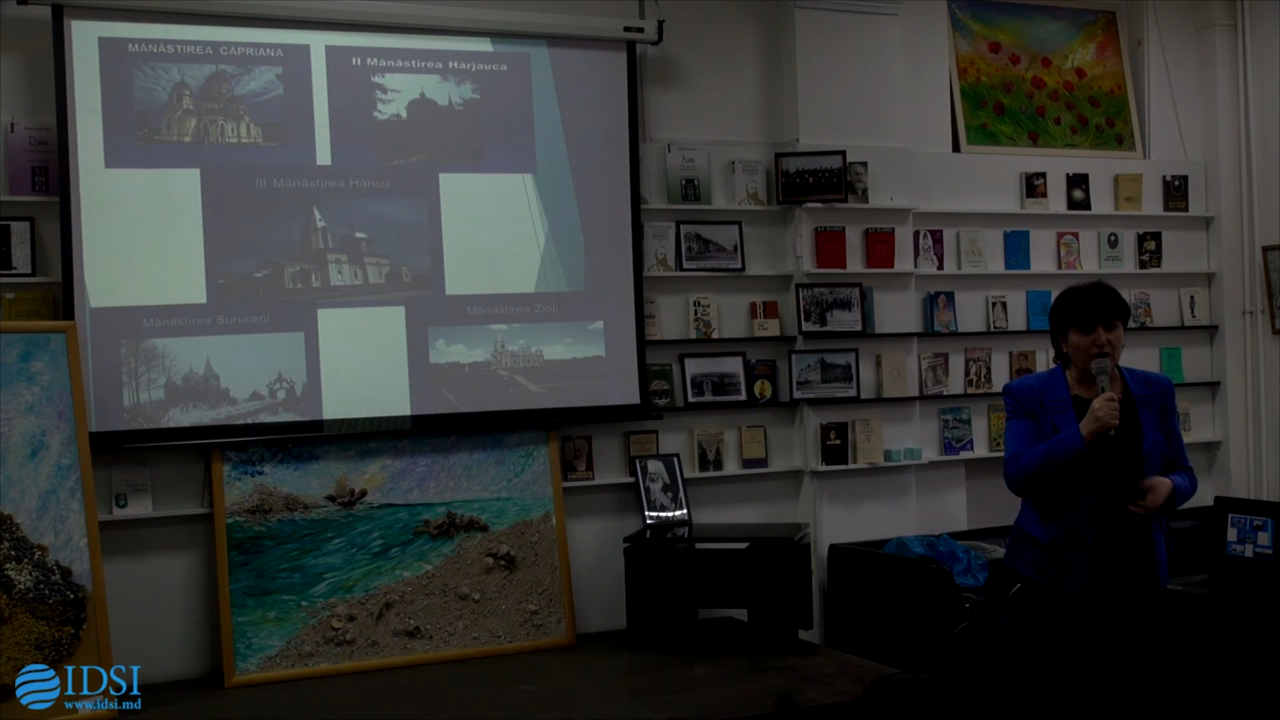 MĂNĂSTIREA CĂPRIANA
II Mănăstirea Hârjauca
III Mănăstirea Hâncu
Mănăstirea Suruceni
Mănăstirea Zloți
IDSI
www.idsi.md